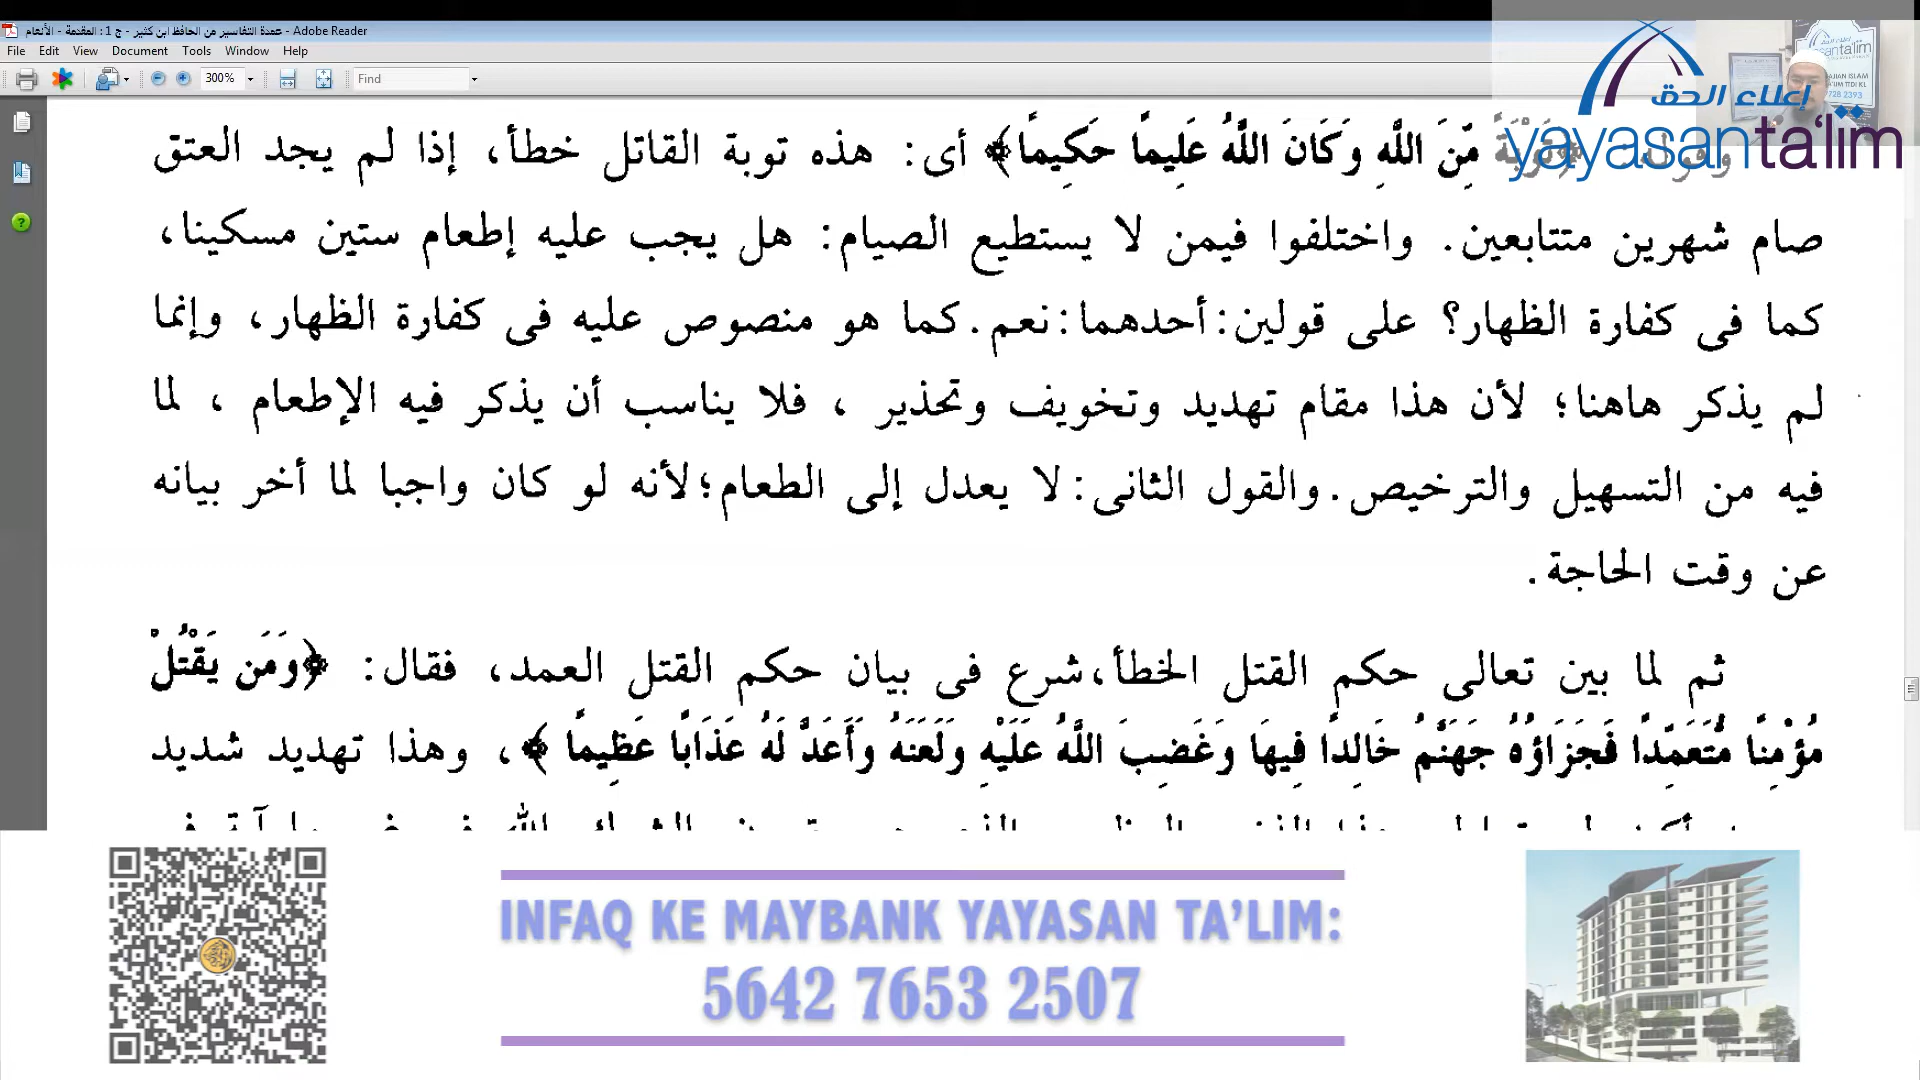 عمدة التفاسير من الحافظ ابن كثير - ج 1 : المقدمة - الأنعام - Adobe Reader
File Edit View Document Tools Window Help
300% Find
إعلاء الحق
yayasanta'lim
وقوله: ﴿تَوْبَةً مِّنَ اللَّهِ وَكَانَ اللَّهُ عَلِيمًا حَكِيمًا﴾ أى: هذه توبة القاتل خطأ، إذا لم يجد العتق
صام شهرين متتابعين. واختلفوا فيمن لا يستطيع الصيام: هل يجب عليه إطعام ستين مسكينا،
كما فى كفارة الظهار؟ على قولين: أحدهما: نعم. كما هو منصوص عليه فى كفارة الظهار، وإنما
لم يذكر هاهنا؛ لأن هذا مقام تهديد وتخويف وتحذير ، فلا يناسب أن يذكر فيه الإطعام ، لما
فيه من التسهيل والترخيص. والقول الثانى: لا يعدل إلى الطعام؛ لأنه لو كان واجبا لما أخر بيانه
عن وقت الحاجة.
ثم لما بين تعالى حكم القتل الخطأ، شرع فى بيان حكم القتل العمد، فقال: ﴿وَمَن يَقْتُلْ
مُؤْمِنًا مُّتَعَمِّدًا فَجَزَاؤُهُ جَهَنَّمُ خَالِدًا فِيهَا وَغَضِبَ اللَّهُ عَلَيْهِ وَلَعَنَهُ وَأَعَدَّ لَهُ عَذَابًا عَظِيمًا﴾ ، وهذا تهديد شديد
INFAQ KE MAYBANK YAYASAN TA'LIM:
5642 7653 2507